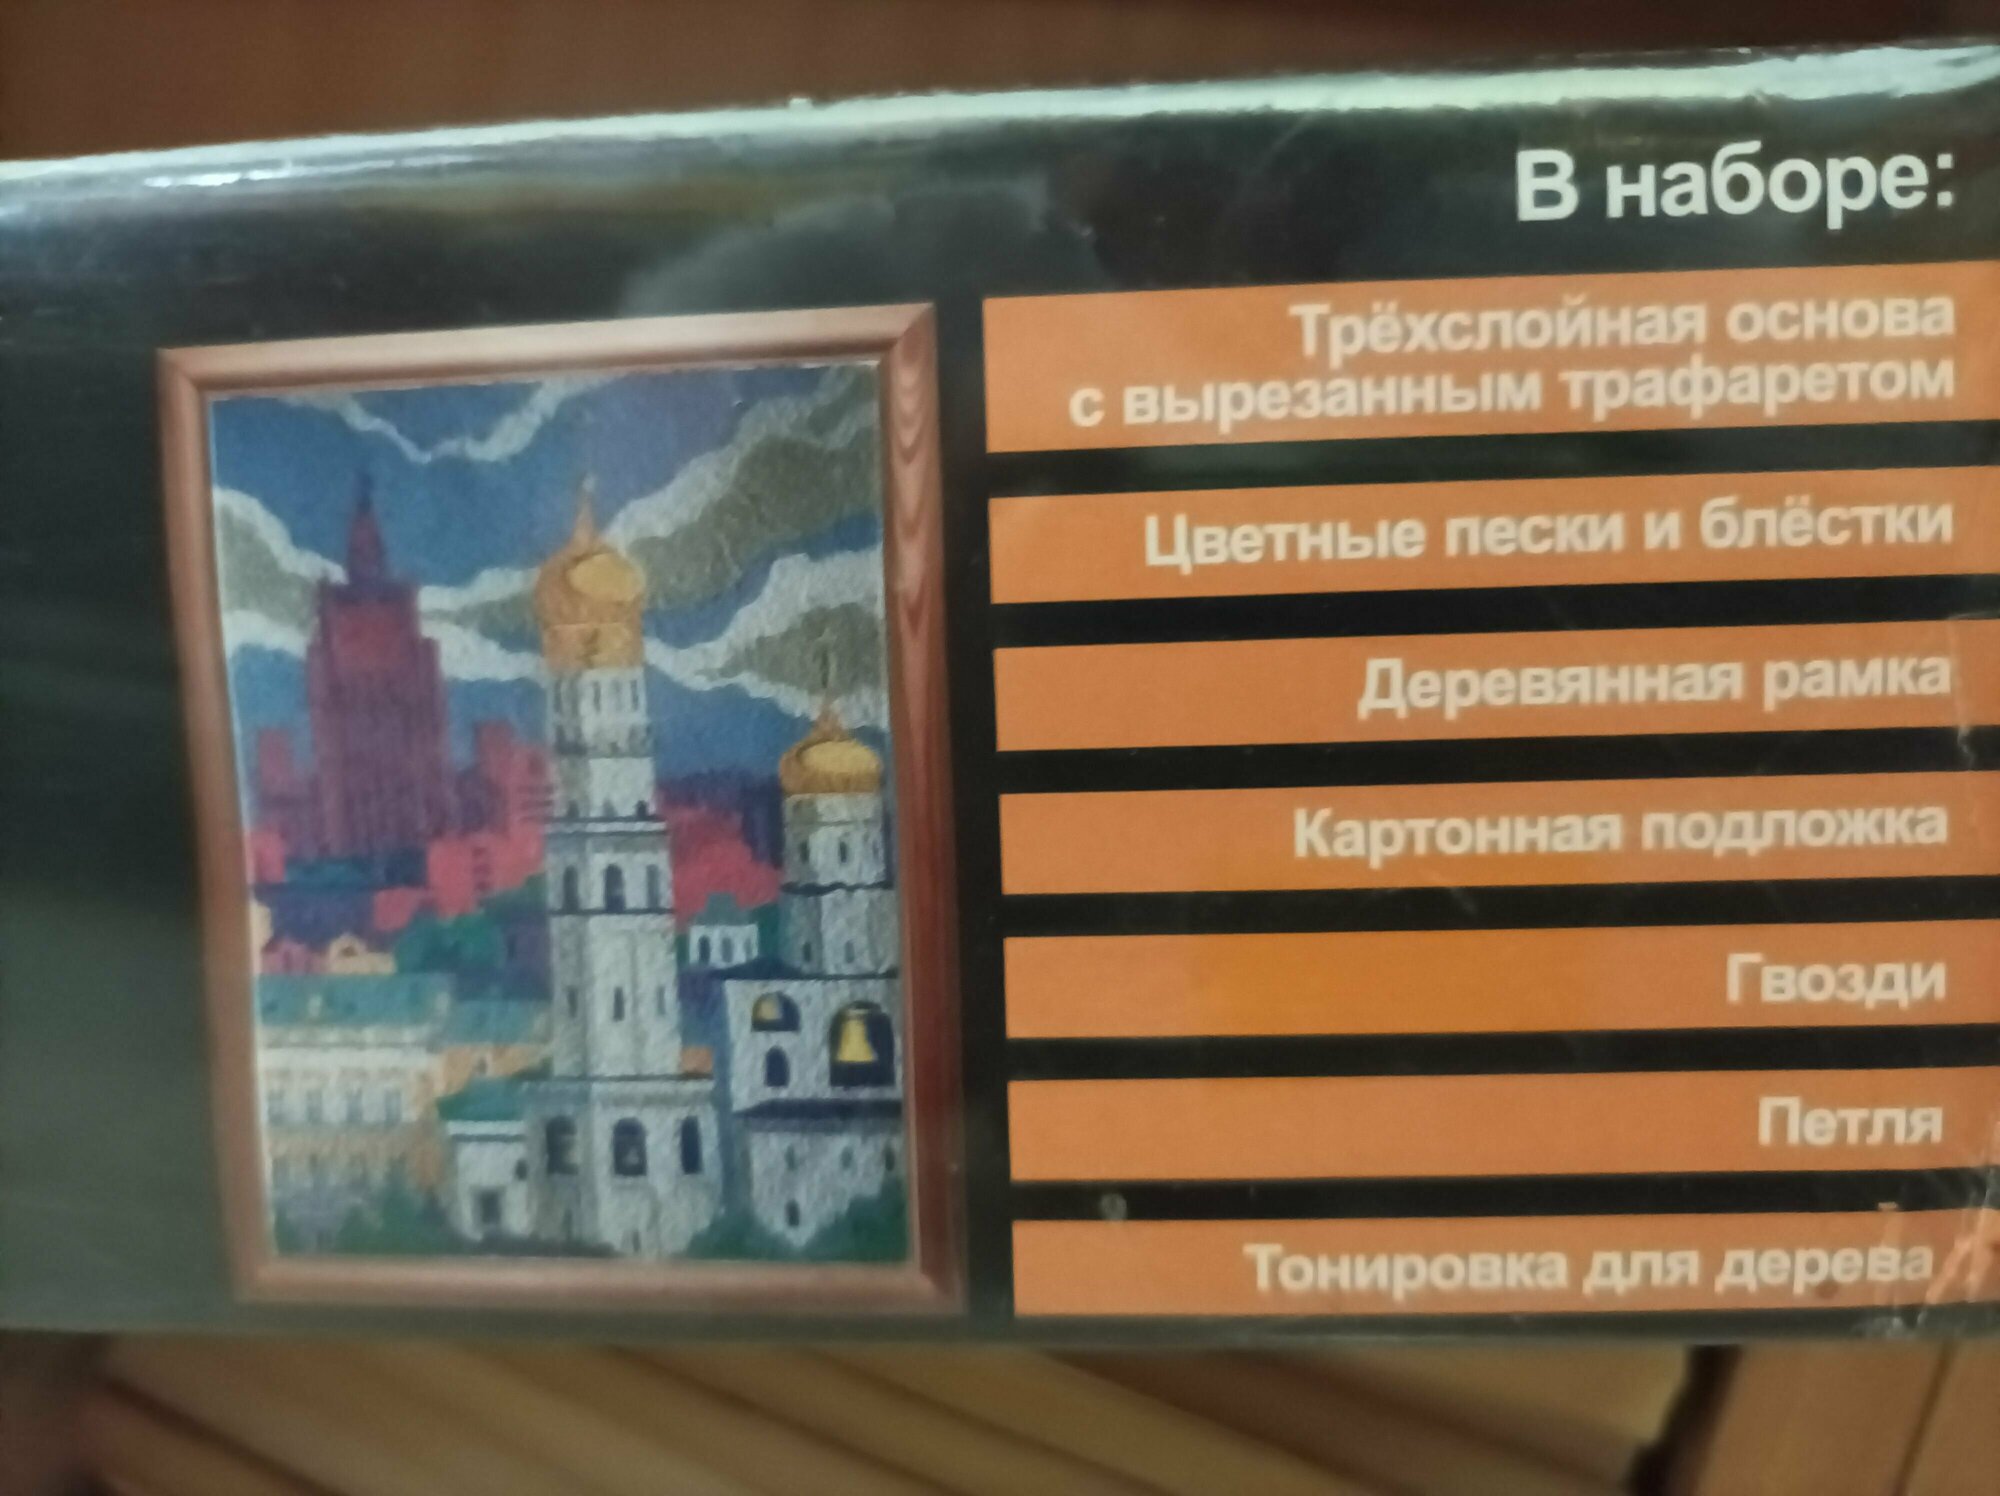 В наборе:
Трёхслойная основа
с вырезанным трафаретом
Цветные пески и блёстки
Деревянная рамка
Картонная подложка
Гвозди
Петля
Тонировка для дерева